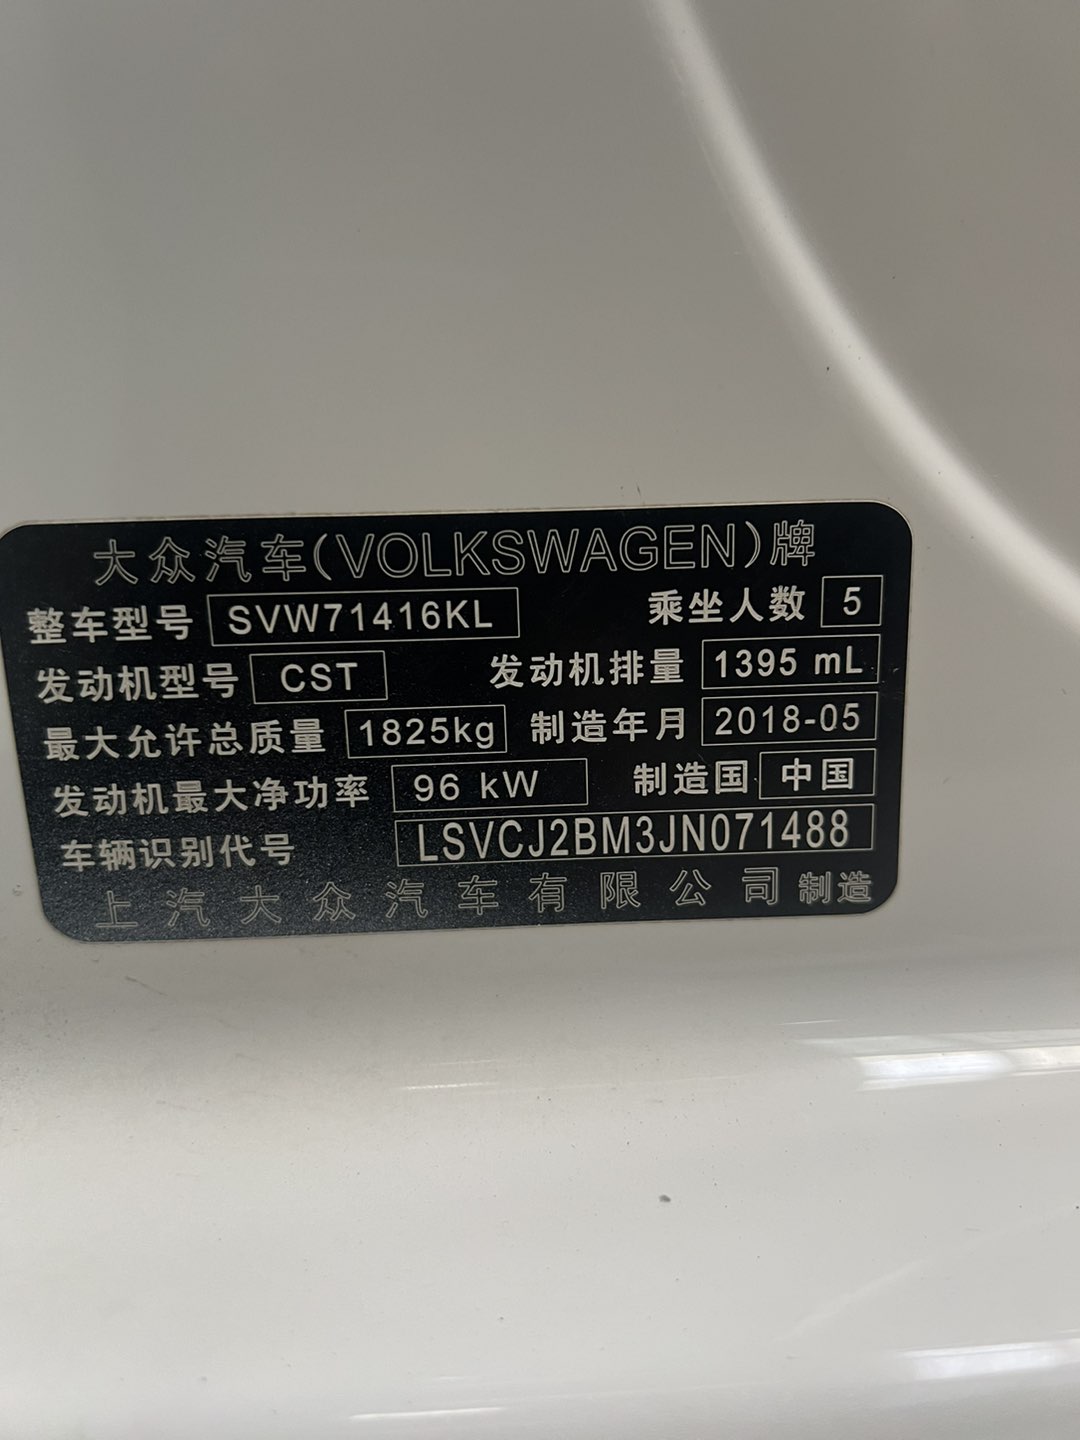 大众汽车(VOLKSWAGEN)牌
整车型号 SVW71416KL 乘坐人数 5
发动机型号 CST 发动机排量 1395 mL
最大允许总质量 1825kg 制造年月 2018-05
发动机最大净功率 96 kW 制造国 中国
车辆识别代号 LSVCJ2BM3JN071488
上汽大众汽车有限公司制造